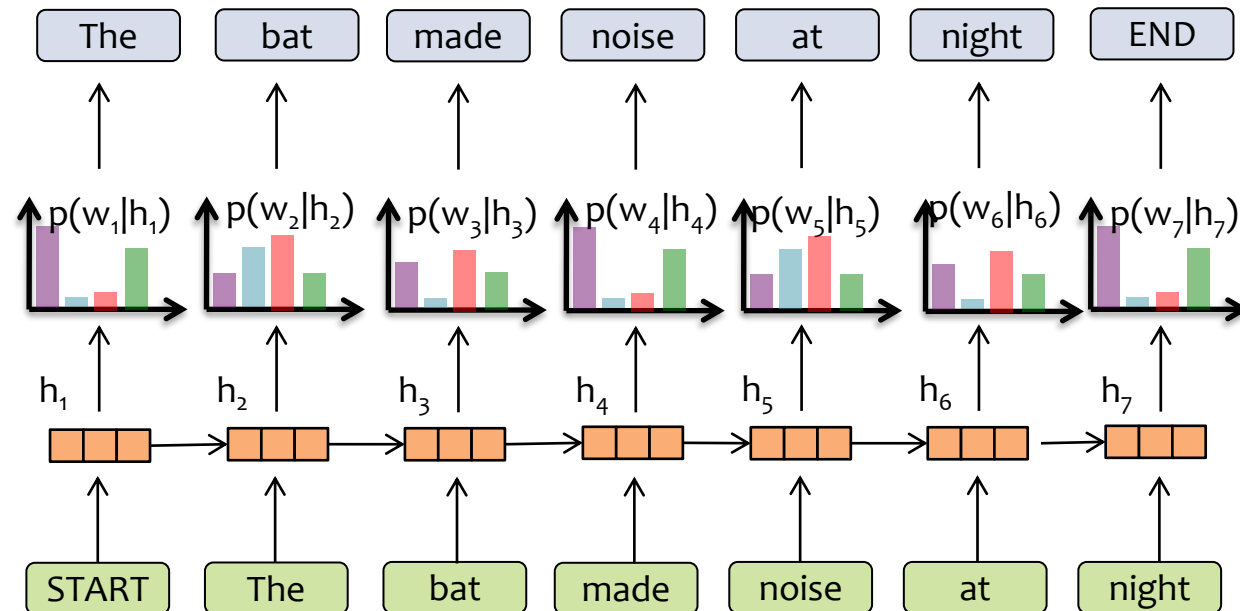 The bat made noise at night END
p(w₁|h₁) p(w₂|h₂) p(w₃|h₃) p(w₄|h₄) p(w₅|h₅) p(w₆|h₆) p(w₇|h₇)
h₁ h₂ h₃ h₄ h₅ h₆ h₇
START The bat made noise at night